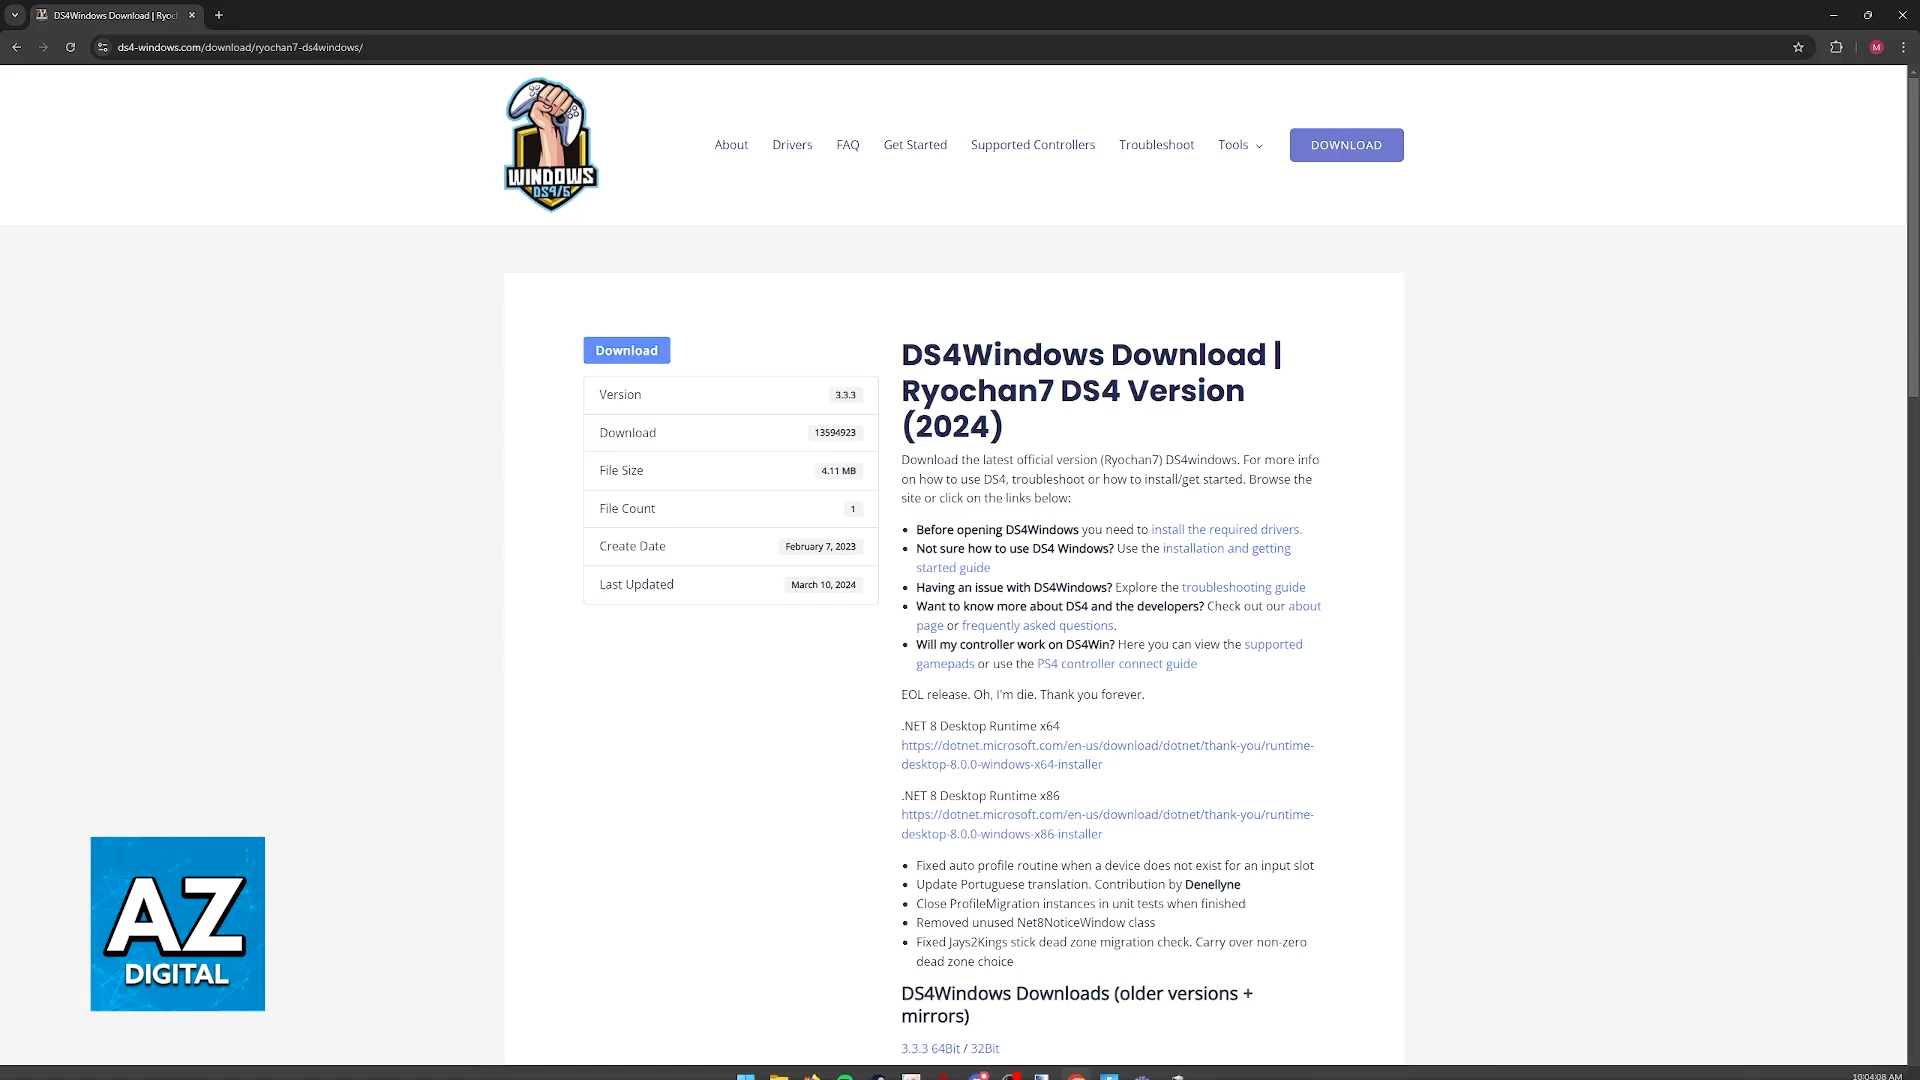 DS4Windows Download | Ryoc
ds4-windows.com/download/ryochan7-ds4windows/
M
WINDOWS
DS4/5
About
Drivers
FAQ
Get Started
Supported Controllers
Troubleshoot
Tools
DOWNLOAD
Download
Version 3.3.3
Download 13594923
File Size 4.11 MB
File Count 1
Create Date February 7, 2023
Last Updated March 10, 2024
DS4Windows Download |
Ryochan7 DS4 Version
(2024)
Download the latest official version (Ryochan7) DS4windows. For more info
on how to use DS4, troubleshoot or how to install/get started. Browse the
site or click on the links below:
• Before opening DS4Windows you need to install the required drivers.
• Not sure how to use DS4 Windows? Use the installation and getting
started guide
• Having an issue with DS4Windows? Explore the troubleshooting guide
• Want to know more about DS4 and the developers? Check out our about
page or frequently asked questions.
• Will my controller work on DS4Win? Here you can view the supported
gamepads or use the PS4 controller connect guide
EOL release. Oh, I'm die. Thank you forever.
.NET 8 Desktop Runtime x64
https://dotnet.microsoft.com/en-us/download/dotnet/thank-you/runtime-
desktop-8.0.0-windows-x64-installer
.NET 8 Desktop Runtime x86
https://dotnet.microsoft.com/en-us/download/dotnet/thank-you/runtime-
desktop-8.0.0-windows-x86-installer
• Fixed auto profile routine when a device does not exist for an input slot
• Update Portuguese translation. Contribution by Denellyne
• Close ProfileMigration instances in unit tests when finished
• Removed unused Net8NoticeWindow class
• Fixed Jays2Kings stick dead zone migration check. Carry over non-zero
dead zone choice
DS4Windows Downloads (older versions +
mirrors)
3.3.3 64Bit / 32Bit
AZ
DIGITAL
10:04:08 AM